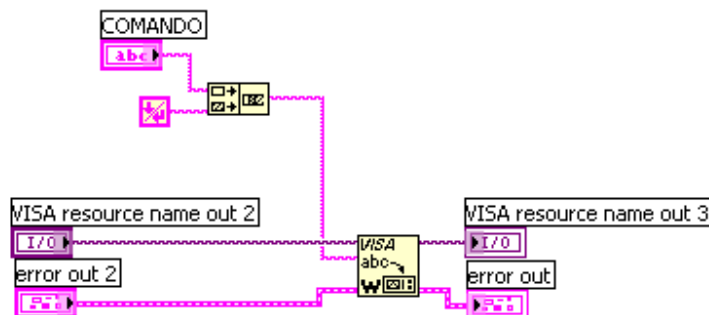 COMANDO
abc
VISA resource name out 2
VISA resource name out 3
I/O
VISA
abc
W
I/O
error out 2
error out